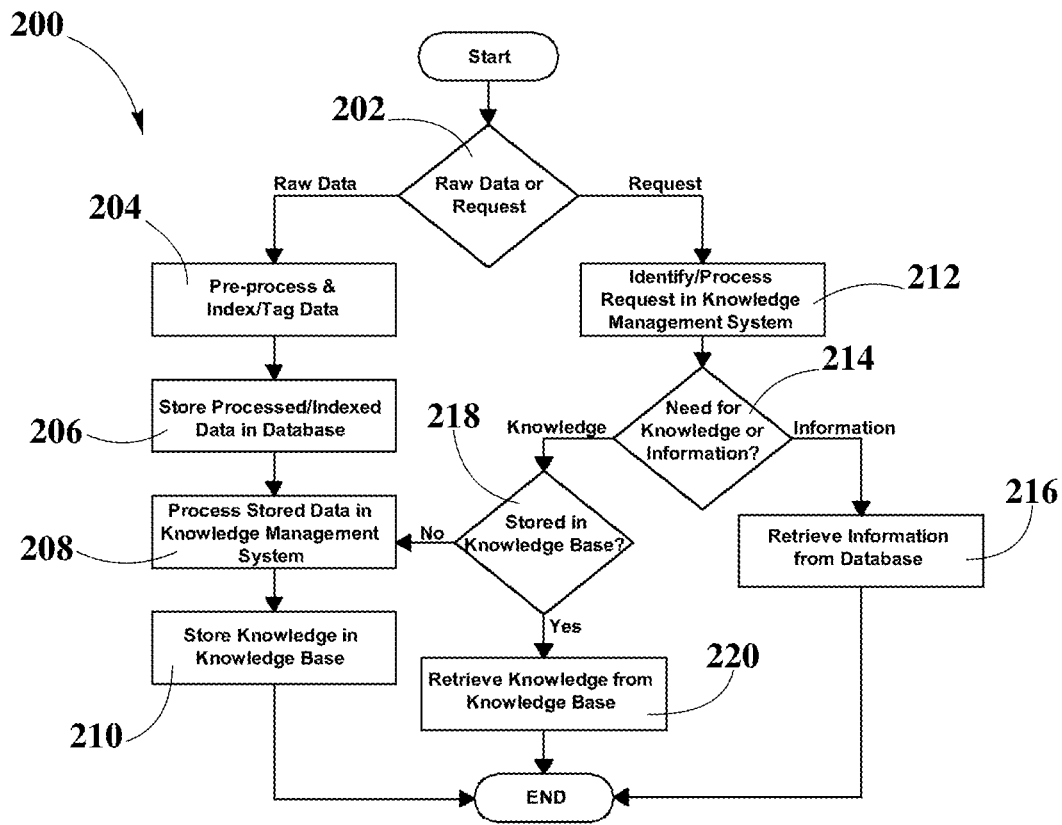 200
Start
202
Raw Data or
Request
Raw Data
Request
204
Pre-process &
Index/Tag Data
Identify/Process
Request in Knowledge
Management System
212
214
206
Store Processed/Indexed
Data in Database
218
Knowledge
Need for
Knowledge or
Information?
Information
208
Process Stored Data in
Knowledge Management
System
No
Stored in
Knowledge Base?
Retrieve Information
from Database
216
Yes
210
Store Knowledge in
Knowledge Base
Retrieve Knowledge from
Knowledge Base
220
END